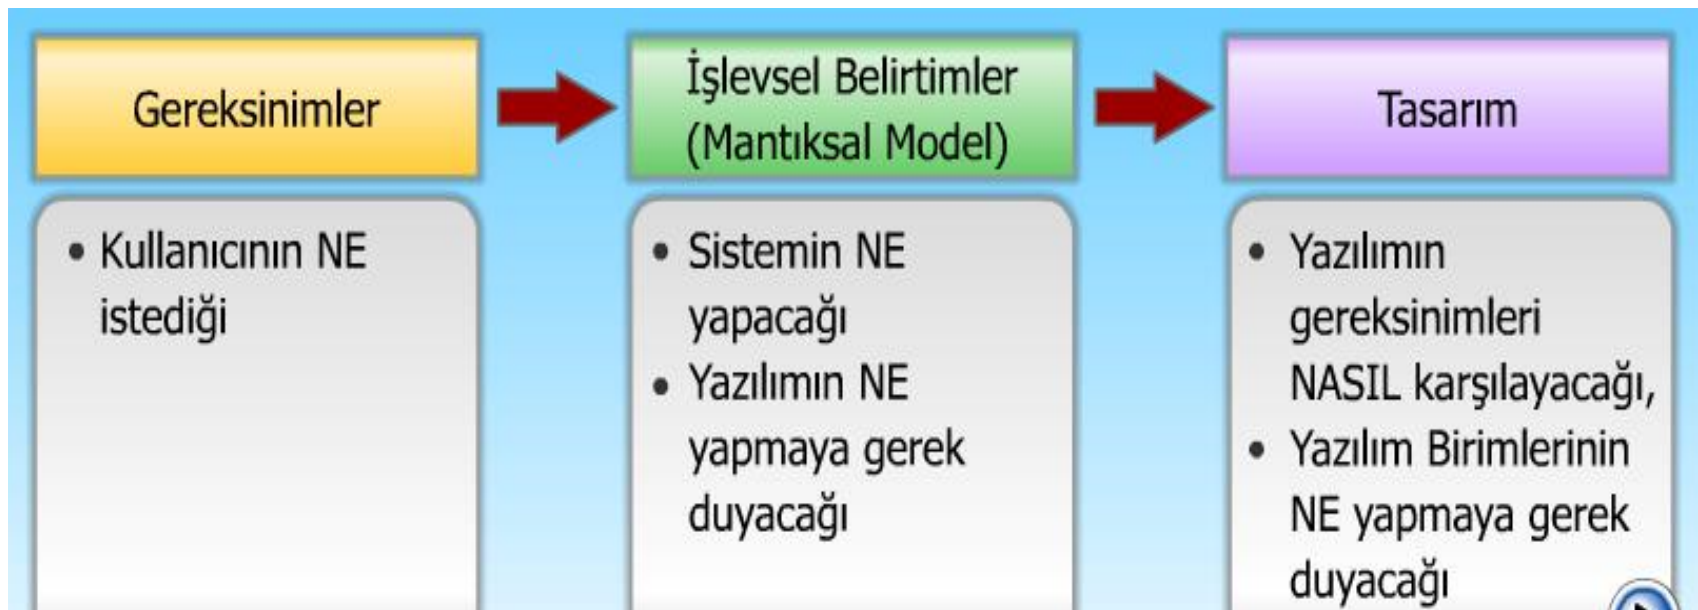 Gereksinimler
İşlevsel Belirtimler
(Mantıksal Model)
Tasarım
• Kullanıcının NE
istediği
• Sistemin NE
yapacağı
• Yazılımın NE
yapmaya gerek
duyacağı
• Yazılımın
gereksinimleri
NASIL karşılayacağı,
• Yazılım Birimlerinin
NE yapmaya gerek
duyacağı